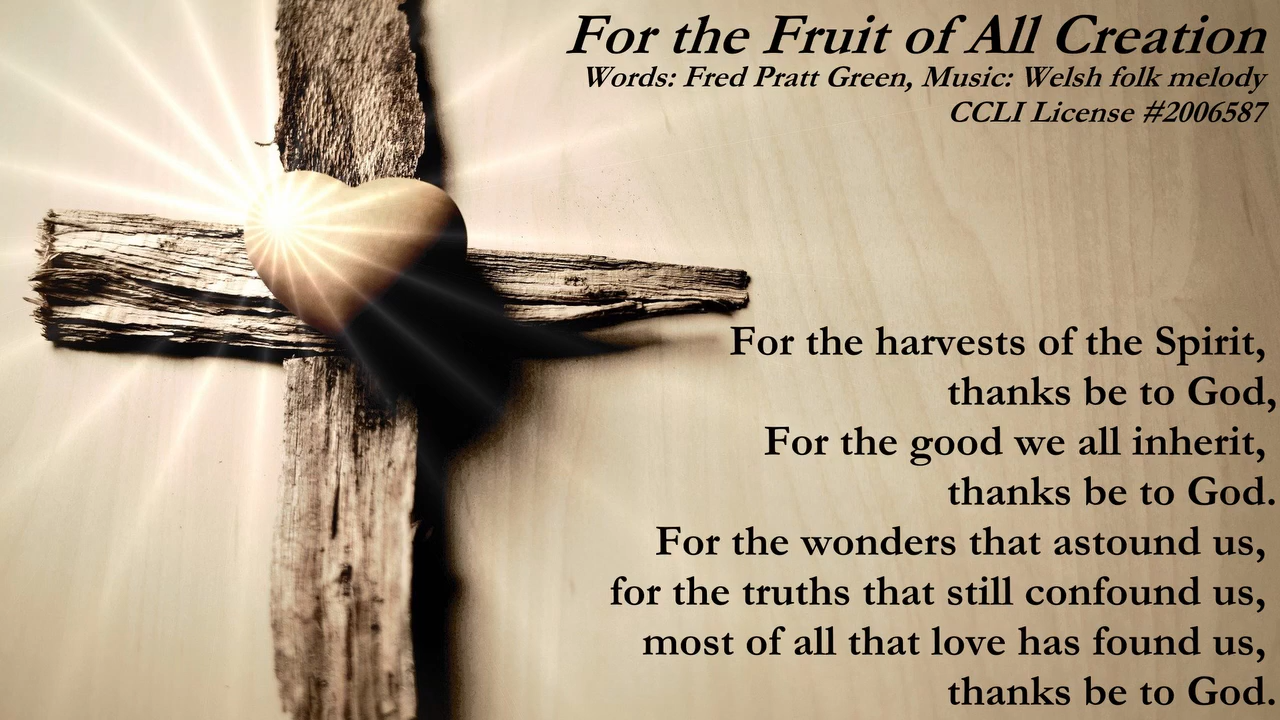 For the Fruit of All Creation
Words: Fred Pratt Green, Music: Welsh folk melody
CCLI License #2006587
For the harvests of the Spirit,
thanks be to God,
For the good we all inherit,
thanks be to God.
For the wonders that astound us,
for the truths that still confound us,
most of all that love has found us,
thanks be to God.